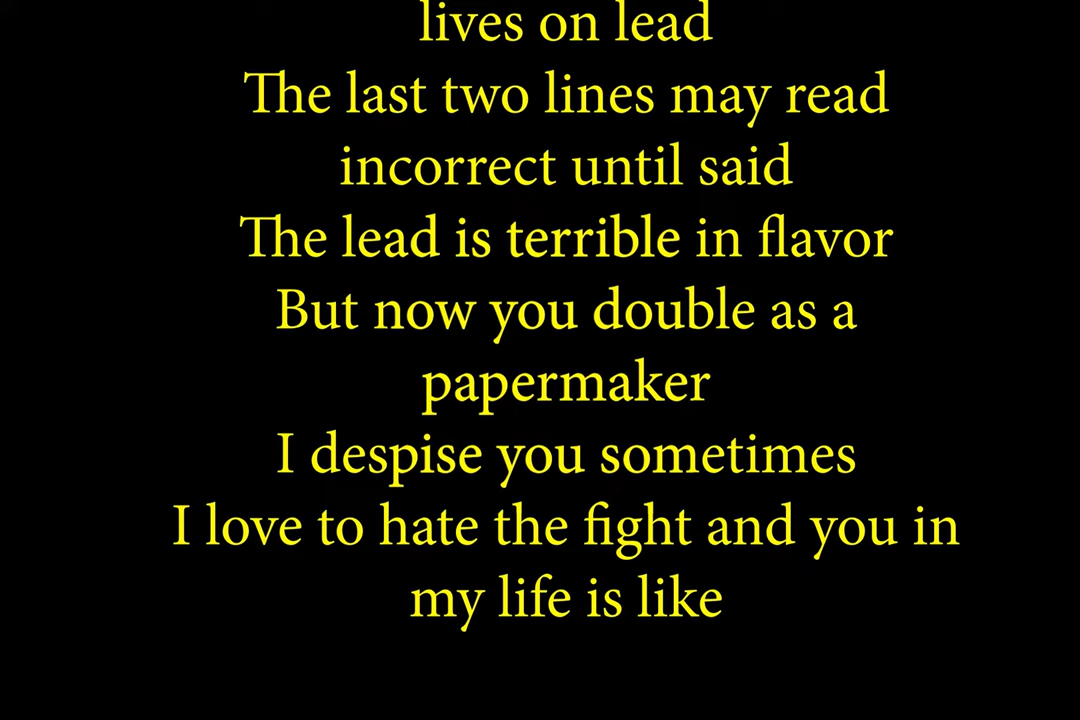 lives on lead
The last two lines may read
incorrect until said
The lead is terrible in flavor
But now you double as a
papermaker
I despise you sometimes
I love to hate the fight and you in
my life is like